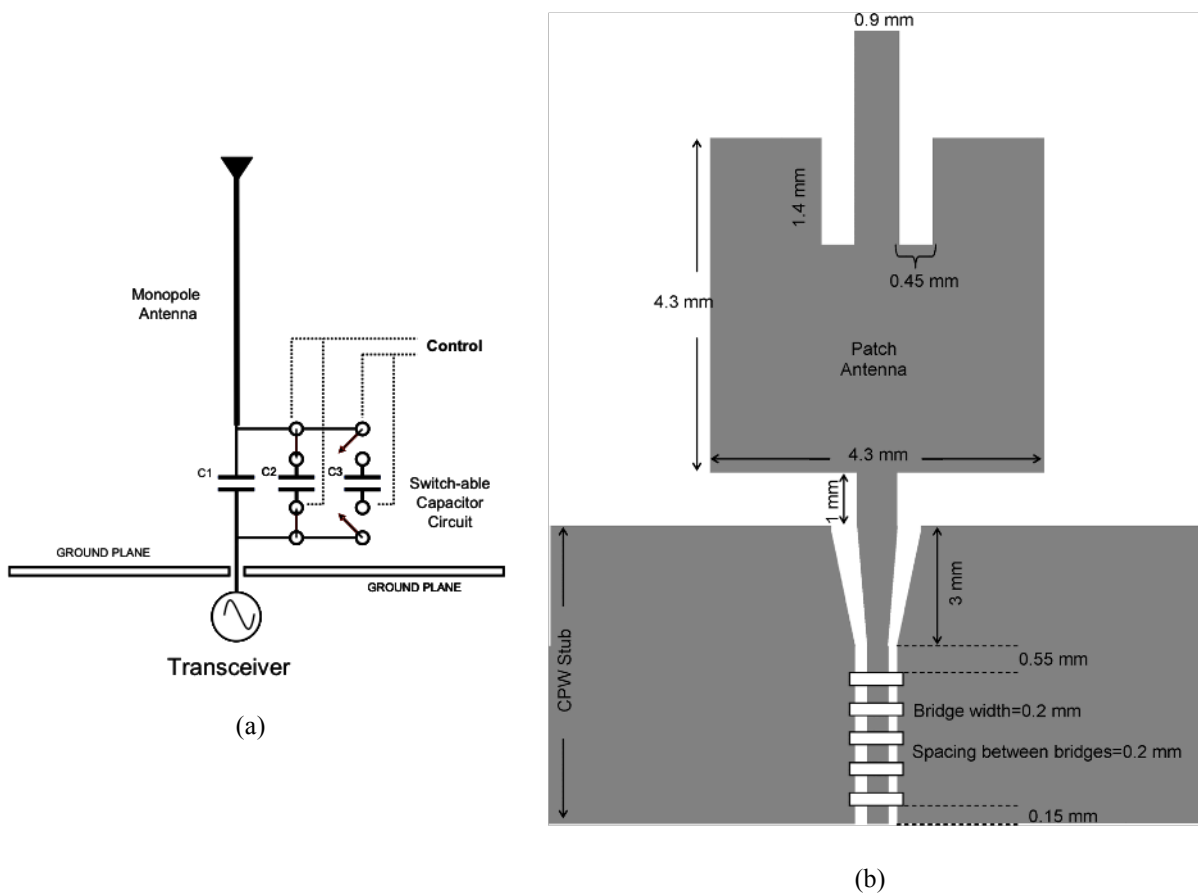 Monopole
Antenna
Control
C1
C2
C3
Switch-able
Capacitor
Circuit
GROUND PLANE
GROUND PLANE
Transceiver
(a)
0.9 mm
1.4 mm
0.45 mm
4.3 mm
Patch
Antenna
4.3 mm
1 mm
3 mm
CPW Stub
0.55 mm
Bridge width=0.2 mm
Spacing between bridges=0.2 mm
0.15 mm
(b)